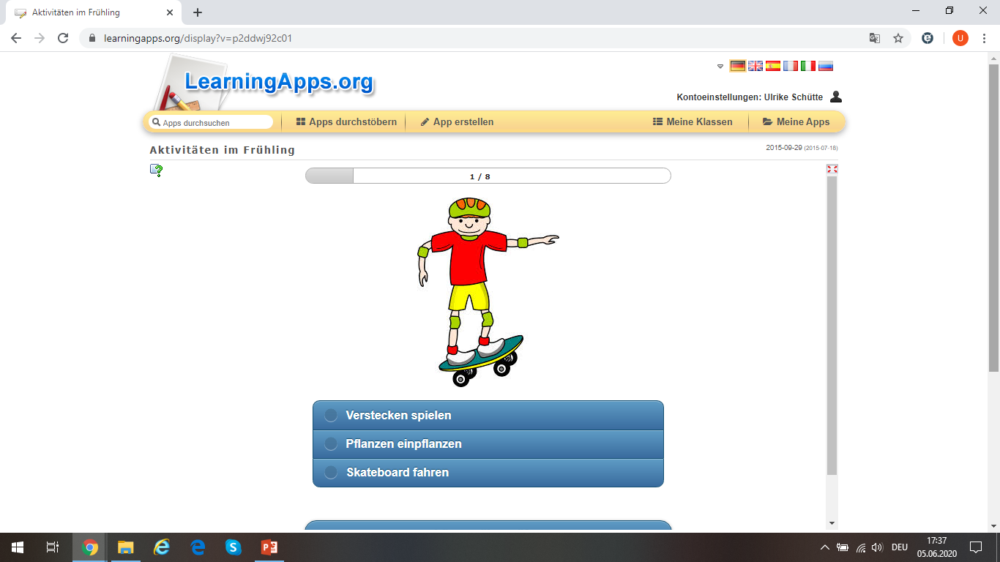 Aktivitäten im Frühling
learningapps.org/display?v=p2ddwj92c01
U
LearningApps.org
Kontoeinstellungen: Ulrike Schütte
Apps durchsuchen
Apps durchstöbern
App erstellen
Meine Klassen
Meine Apps
Aktivitäten im Frühling
2015-09-29 (2015-07-18)
1 / 8
Verstecken spielen
Pflanzen einpflanzen
Skateboard fahren
DEU
17:37
05.06.2020